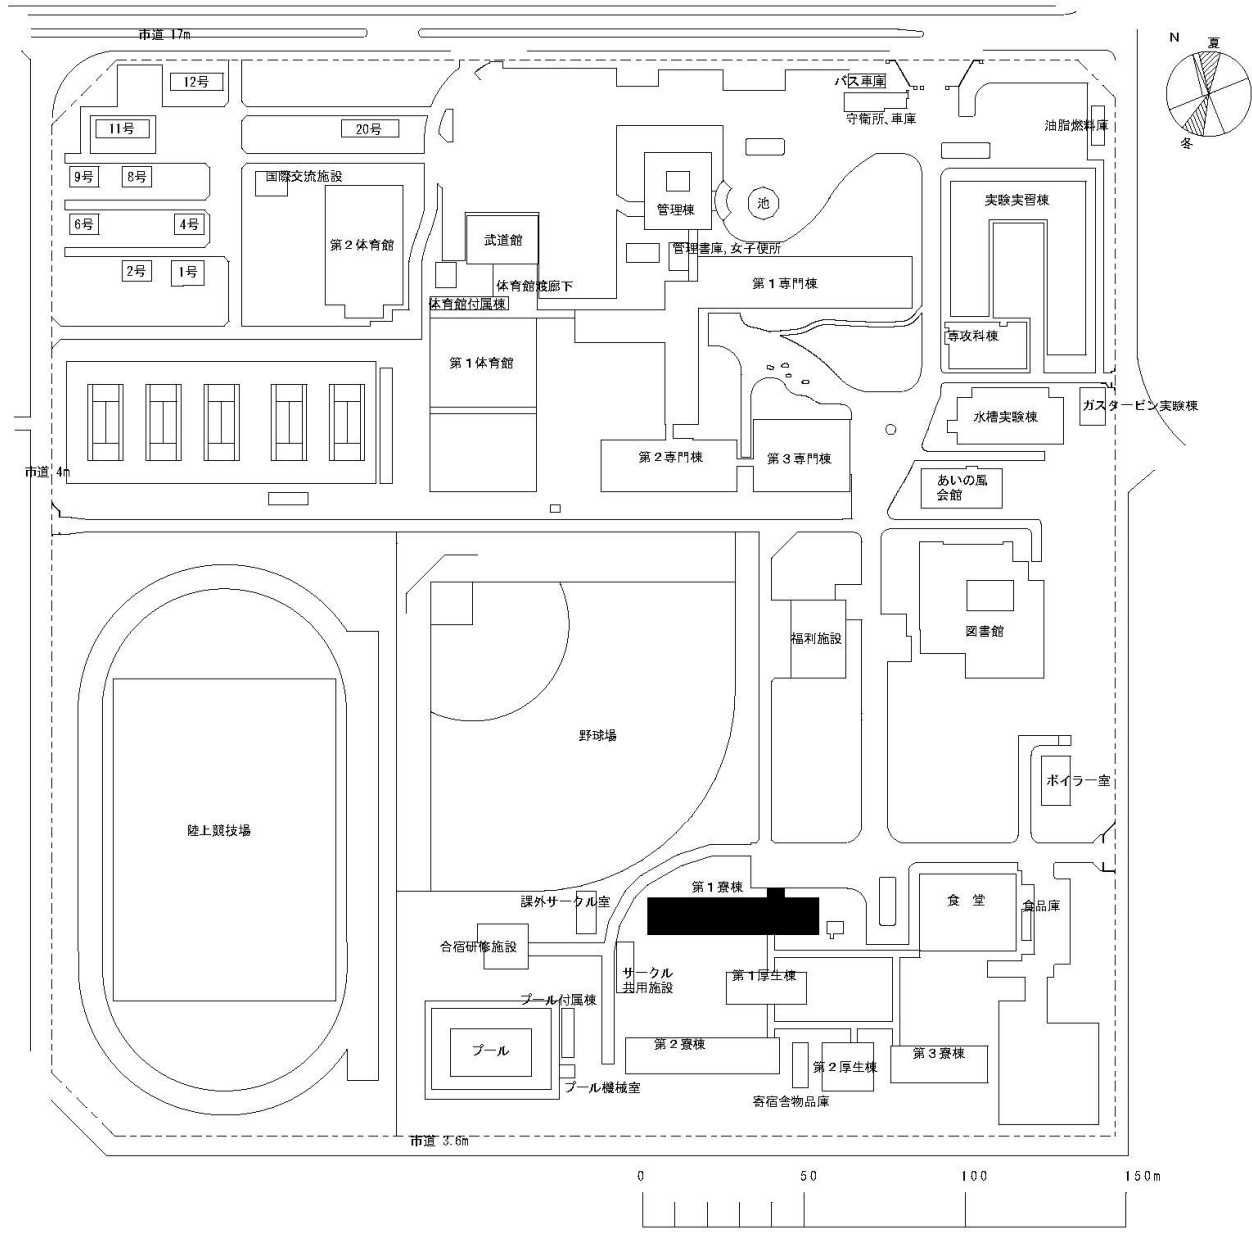 市道 17m
N
夏
冬
12号
バス車庫
守衛所、車庫
油脂燃料庫
11号
20号
9号
8号
国際交流施設
管理棟
池
実験実習棟
6号
4号
第2体育館
武道館
管理書庫,女子便所
2号
1号
体育館渡廊下
第1専門棟
体育館付属棟
専攻科棟
第1体育館
ガスタービン実験棟
水槽実験棟
市道 4m
第2専門棟
第3専門棟
あいの風
会館
福利施設
図書館
野球場
ボイラー室
陸上競技場
第1寮棟
課外サークル室
食 堂
食品庫
合宿研修施設
サークル
共用施設
第1厚生棟
プール付属棟
プール
第2寮棟
第2厚生棟
第3寮棟
プール機械室
寄宿舎物品庫
市道 3.6m
0
50
100
150m